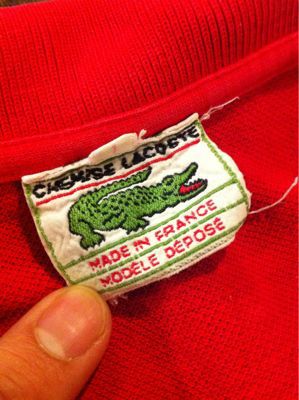 CHEMISE LACOSTE
MADE IN FRANCE
MODÈLE DÉPOSÉ